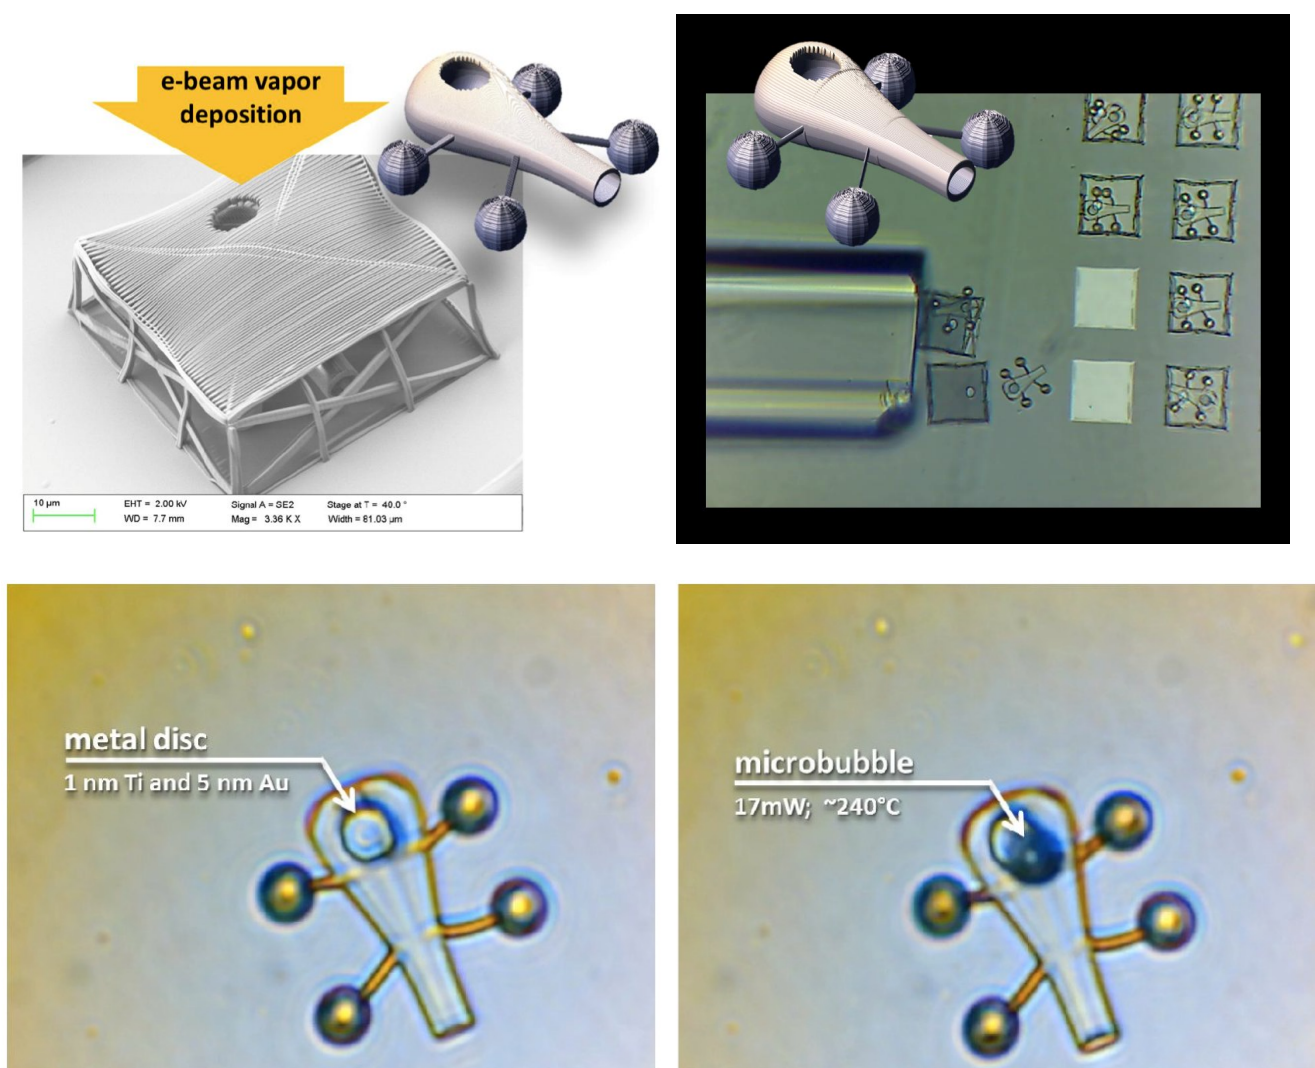 e-beam vapor
deposition
10 µm
EHT = 2.00 kV
Signal A = SE2
Stage at T = 40.0 °
WD = 7.7 mm
Mag = 3.36 K X
Width = 81.03 µm
metal disc
1 nm Ti and 5 nm Au
microbubble
17mW; ~240°C